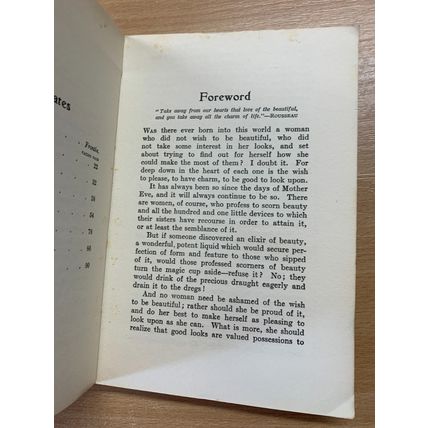 ates
Frontis.
FACING PAGE
22
32
38
54
78
86
90
Foreword
"Take away from our hearts that love of the beautiful,
and you take away all the charm of life."—ROUSSEAU
WAS there ever born into this world a woman
who did not wish to be beautiful, who did
not take some interest in her looks, and set
about trying to find out for herself how she
could make the most of them? I doubt it. For
deep down in the heart of each one is the wish
to please, to have charm, to be good to look upon.
It has always been so since the days of Mother
Eve, and it will always continue to be so. There
are women, of course, who profess to scorn beauty
and all the hundred and one little devices to which
their sisters have recourse in order to attain it,
or at least the semblance of it.
But if someone discovered an elixir of beauty,
a wonderful, potent liquid which would secure per-
fection of form and feature to those who sipped
of it, would those professed scorners of beauty
turn the magic cup aside—refuse it? No; they
would drink of the precious draught eagerly and
drain it to the dregs!
And no woman need be ashamed of the wish
to be beautiful; rather should she be proud of it,
and do her best to make herself as pleasing to
look upon as she can. What is more, she should
realize that good looks are valued possessions to